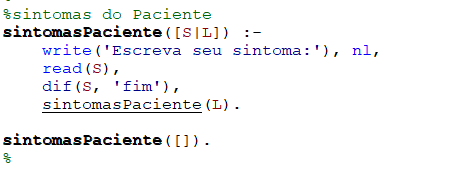 %sintomas do Paciente
sintomasPaciente([S|L]) :-
    write('Escreva seu sintoma:'), nl,
    read(S),
    dif(S, 'fim'),
    sintomasPaciente(L).

sintomasPaciente([]).
%